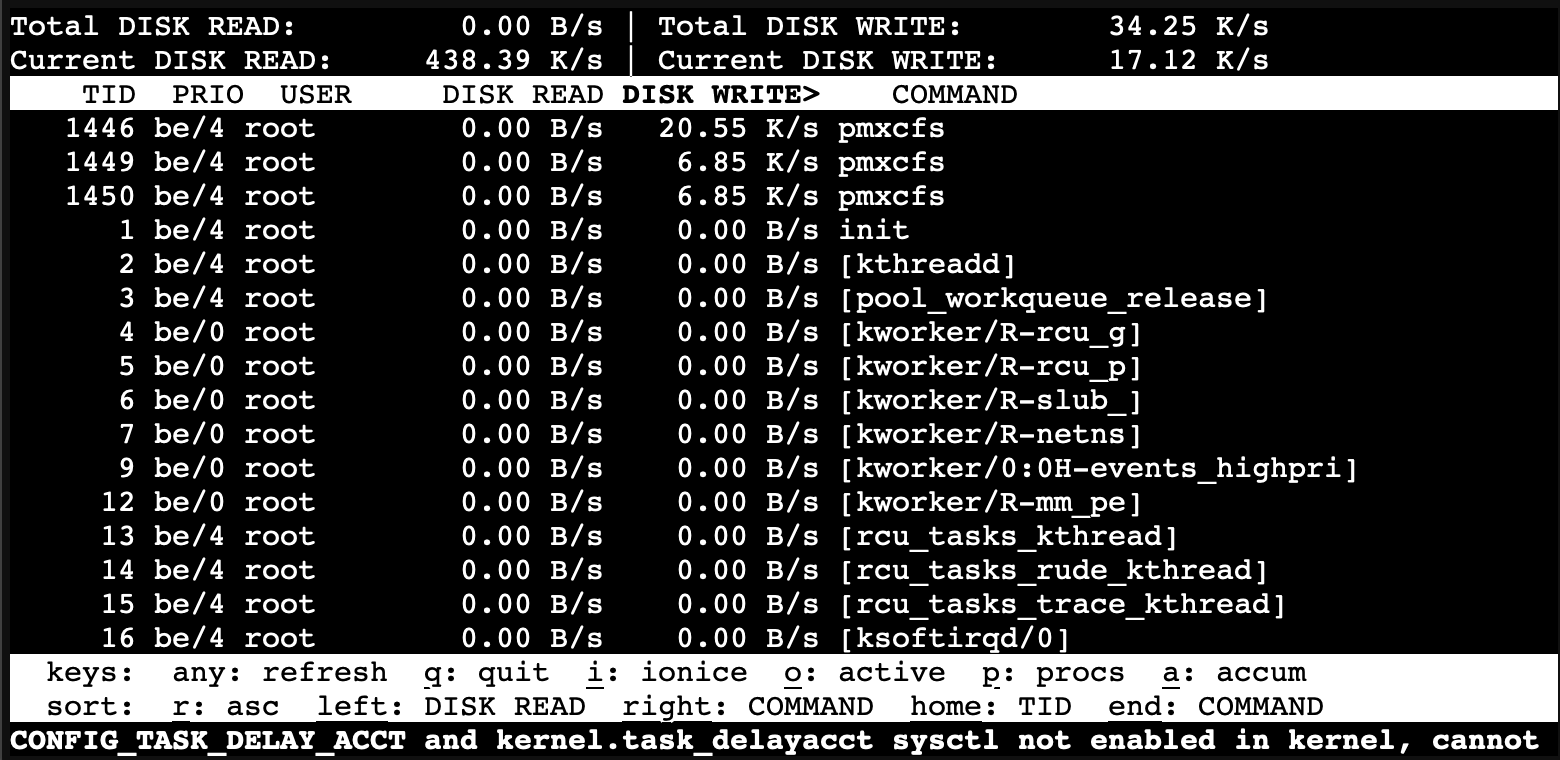 Total DISK READ:         0.00 B/s | Total DISK WRITE:        34.25 K/s
Current DISK READ:     438.39 K/s | Current DISK WRITE:      17.12 K/s
    TID  PRIO  USER     DISK READ DISK WRITE>    COMMAND
   1446 be/4 root        0.00 B/s   20.55 K/s pmxcfs
   1449 be/4 root        0.00 B/s    6.85 K/s pmxcfs
   1450 be/4 root        0.00 B/s    6.85 K/s pmxcfs
      1 be/4 root        0.00 B/s    0.00 B/s init
      2 be/4 root        0.00 B/s    0.00 B/s [kthreadd]
      3 be/4 root        0.00 B/s    0.00 B/s [pool_workqueue_release]
      4 be/0 root        0.00 B/s    0.00 B/s [kworker/R-rcu_g]
      5 be/0 root        0.00 B/s    0.00 B/s [kworker/R-rcu_p]
      6 be/0 root        0.00 B/s    0.00 B/s [kworker/R-slub_]
      7 be/0 root        0.00 B/s    0.00 B/s [kworker/R-netns]
      9 be/0 root        0.00 B/s    0.00 B/s [kworker/0:0H-events_highpri]
     12 be/0 root        0.00 B/s    0.00 B/s [kworker/R-mm_pe]
     13 be/4 root        0.00 B/s    0.00 B/s [rcu_tasks_kthread]
     14 be/4 root        0.00 B/s    0.00 B/s [rcu_tasks_rude_kthread]
     15 be/4 root        0.00 B/s    0.00 B/s [rcu_tasks_trace_kthread]
     16 be/4 root        0.00 B/s    0.00 B/s [ksoftirqd/0]
  keys:  any: refresh  q: quit  i: ionice  o: active  p: procs  a: accum
  sort:  r: asc  left: DISK READ  right: COMMAND  home: TID  end: COMMAND
CONFIG_TASK_DELAY_ACCT and kernel.task_delayacct sysctl not enabled in kernel, cannot